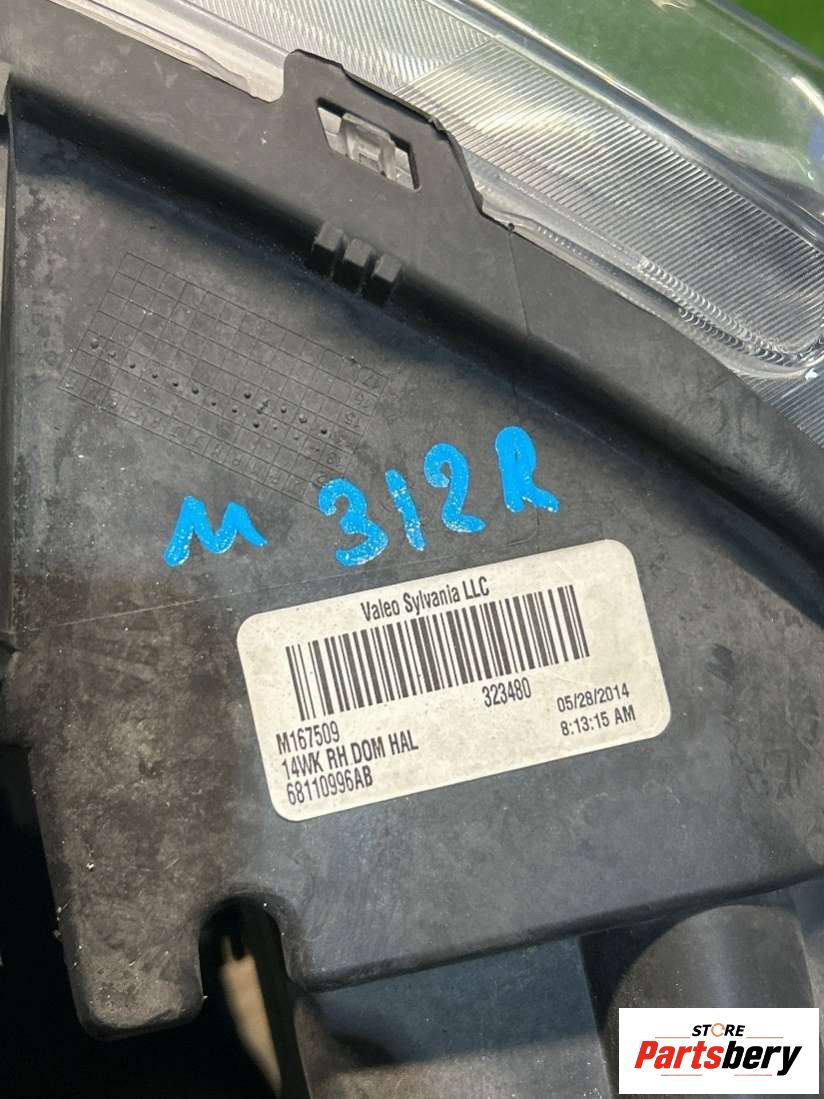 M 312R
Valeo Sylvania LLC
323480
05/28/2014
M167509
8:13:15 AM
14WK RH DOM HAL
68110996AB
STORE
Partsbery